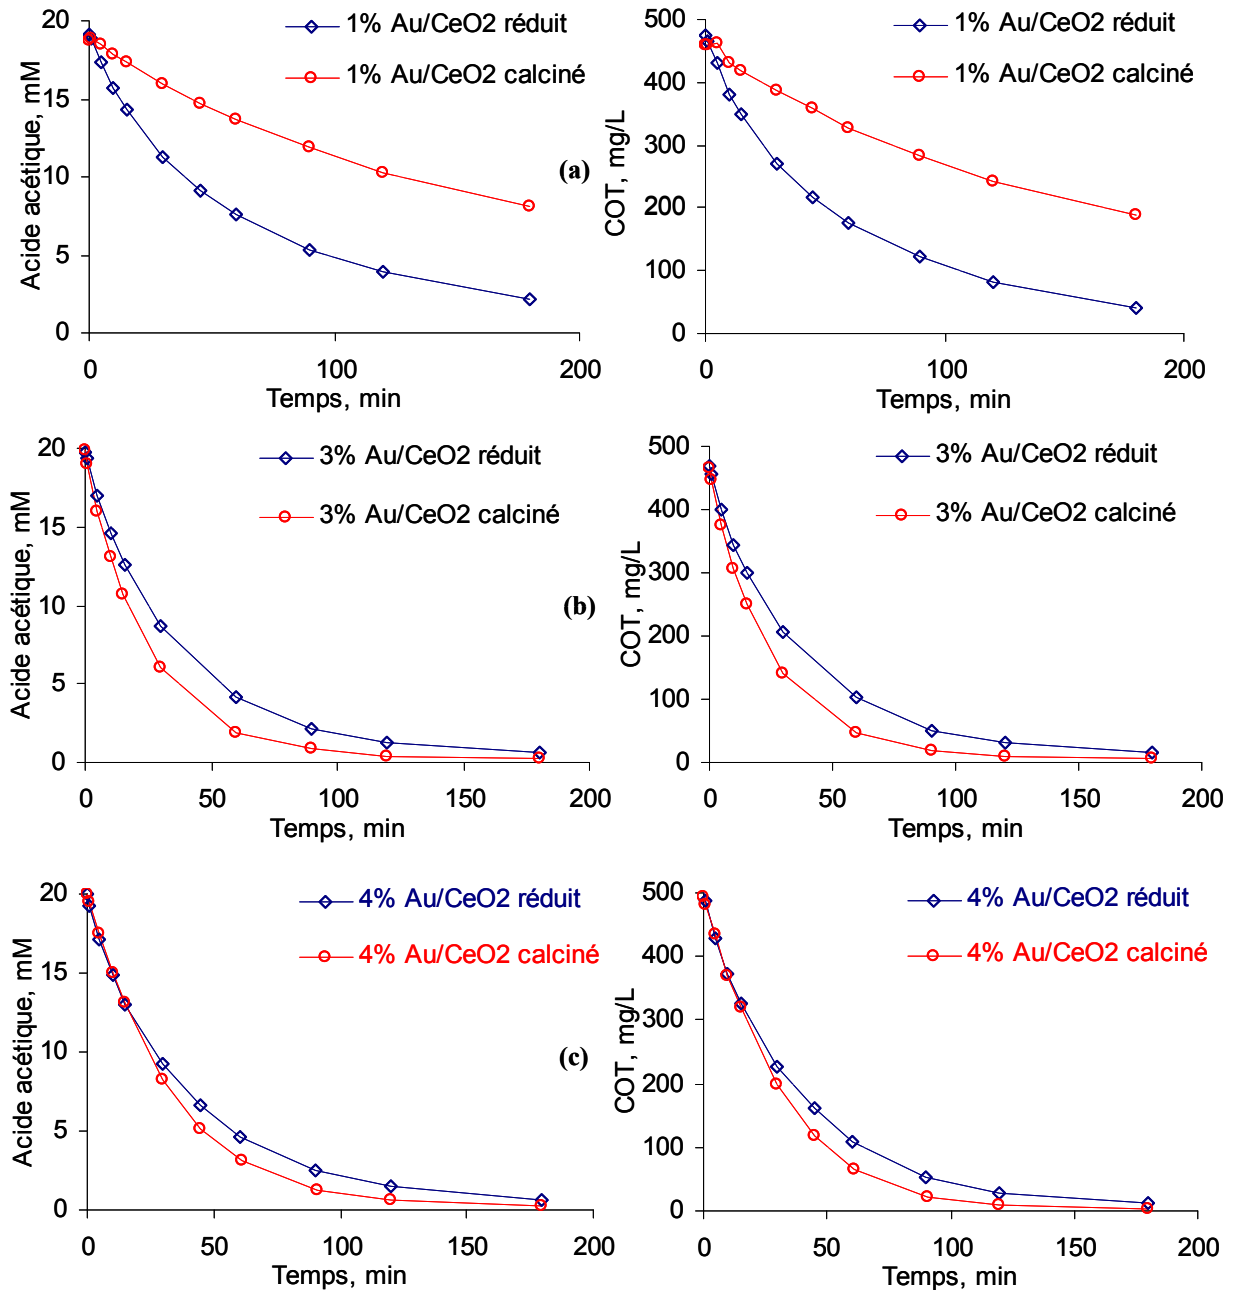 1% Au/CeO2 réduit
1% Au/CeO2 calciné
Acide acétique, mM
20
15
10
5
0
0
100
200
Temps, min
(a)
1% Au/CeO2 réduit
1% Au/CeO2 calciné
COT, mg/L
500
400
300
200
100
0
0
100
200
Temps, min
3% Au/CeO2 réduit
3% Au/CeO2 calciné
Acide acétique, mM
20
15
10
5
0
0
50
100
150
200
Temps, min
(b)
3% Au/CeO2 réduit
3% Au/CeO2 calciné
COT, mg/L
500
400
300
200
100
0
0
50
100
150
200
Temps, min
4% Au/CeO2 réduit
4% Au/CeO2 calciné
Acide acétique, mM
20
15
10
5
0
0
50
100
150
200
Temps, min
(c)
4% Au/CeO2 réduit
4% Au/CeO2 calciné
COT, mg/L
500
400
300
200
100
0
0
50
100
150
200
Temps, min